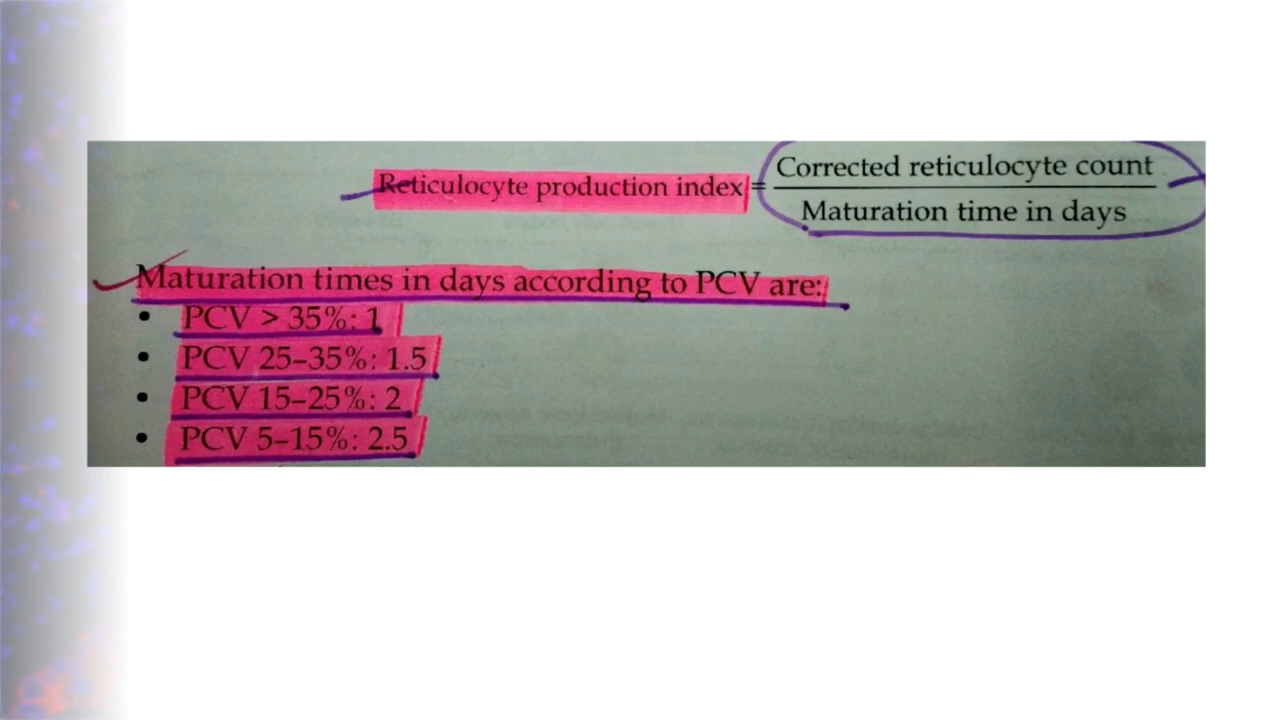 Reticulocyte production index = Corrected reticulocyte count
Maturation time in days
Maturation times in days according to PCV are:
• PCV > 35%: 1
• PCV 25–35%: 1.5
• PCV 15–25%: 2
• PCV 5–15%: 2.5